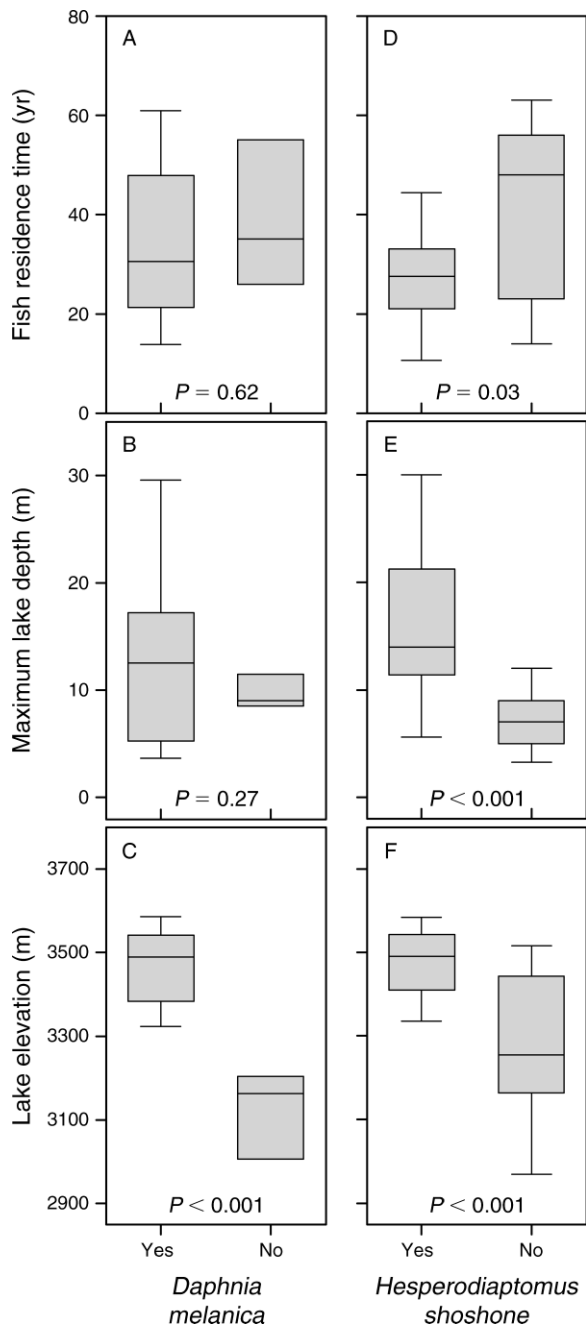 Fish residence time (yr)
80
60
40
20
0
A
P = 0.62
D
P = 0.03
Maximum lake depth (m)
30
20
10
0
B
P = 0.27
E
P < 0.001
Lake elevation (m)
3700
3500
3300
3100
2900
C
P < 0.001
F
P < 0.001
Yes
No
Yes
No
Daphnia
melanica
Hesperodiaptomus
shoshone